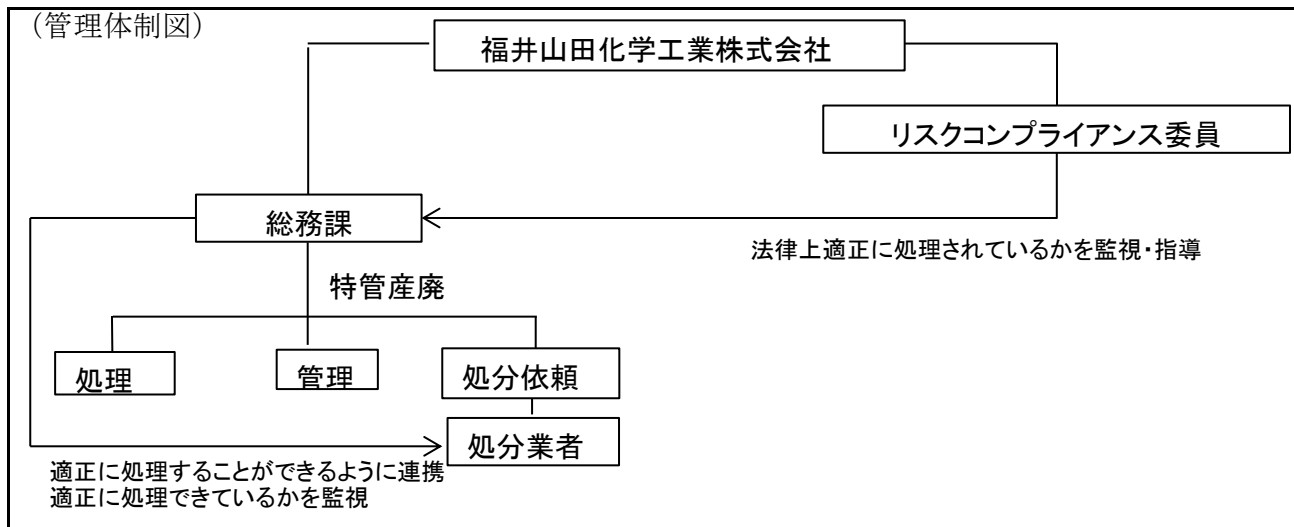 （管理体制図）
福井山田化学工業株式会社
リスクコンプライアンス委員
総務課
法律上適正に処理されているかを監視・指導
特管産廃
処理
管理
処分依頼
処分業者
適正に処理することができるように連携
適正に処理できているかを監視